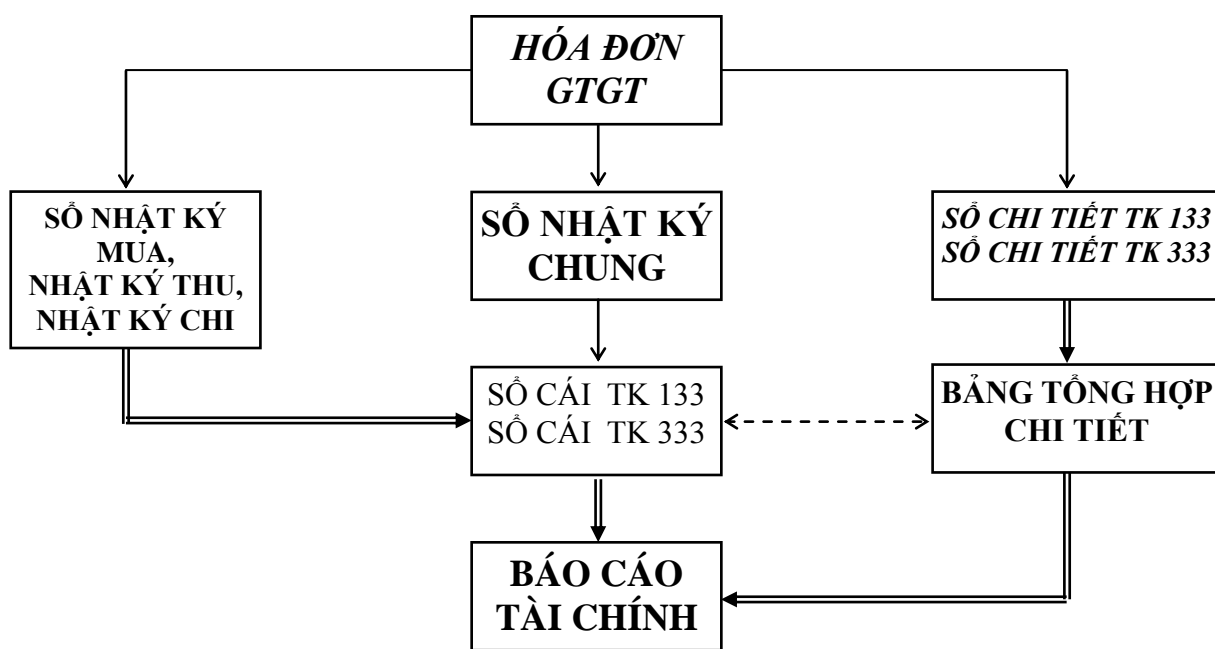 HÓA ĐƠN
GTGT
SỔ NHẬT KÝ
MUA,
NHẬT KÝ THU,
NHẬT KÝ CHI
SỔ NHẬT KÝ
CHUNG
SỔ CHI TIẾT TK 133
SỔ CHI TIẾT TK 333
SỔ CÁI TK 133
SỔ CÁI TK 333
BẢNG TỔNG HỢP
CHI TIẾT
BÁO CÁO
TÀI CHÍNH